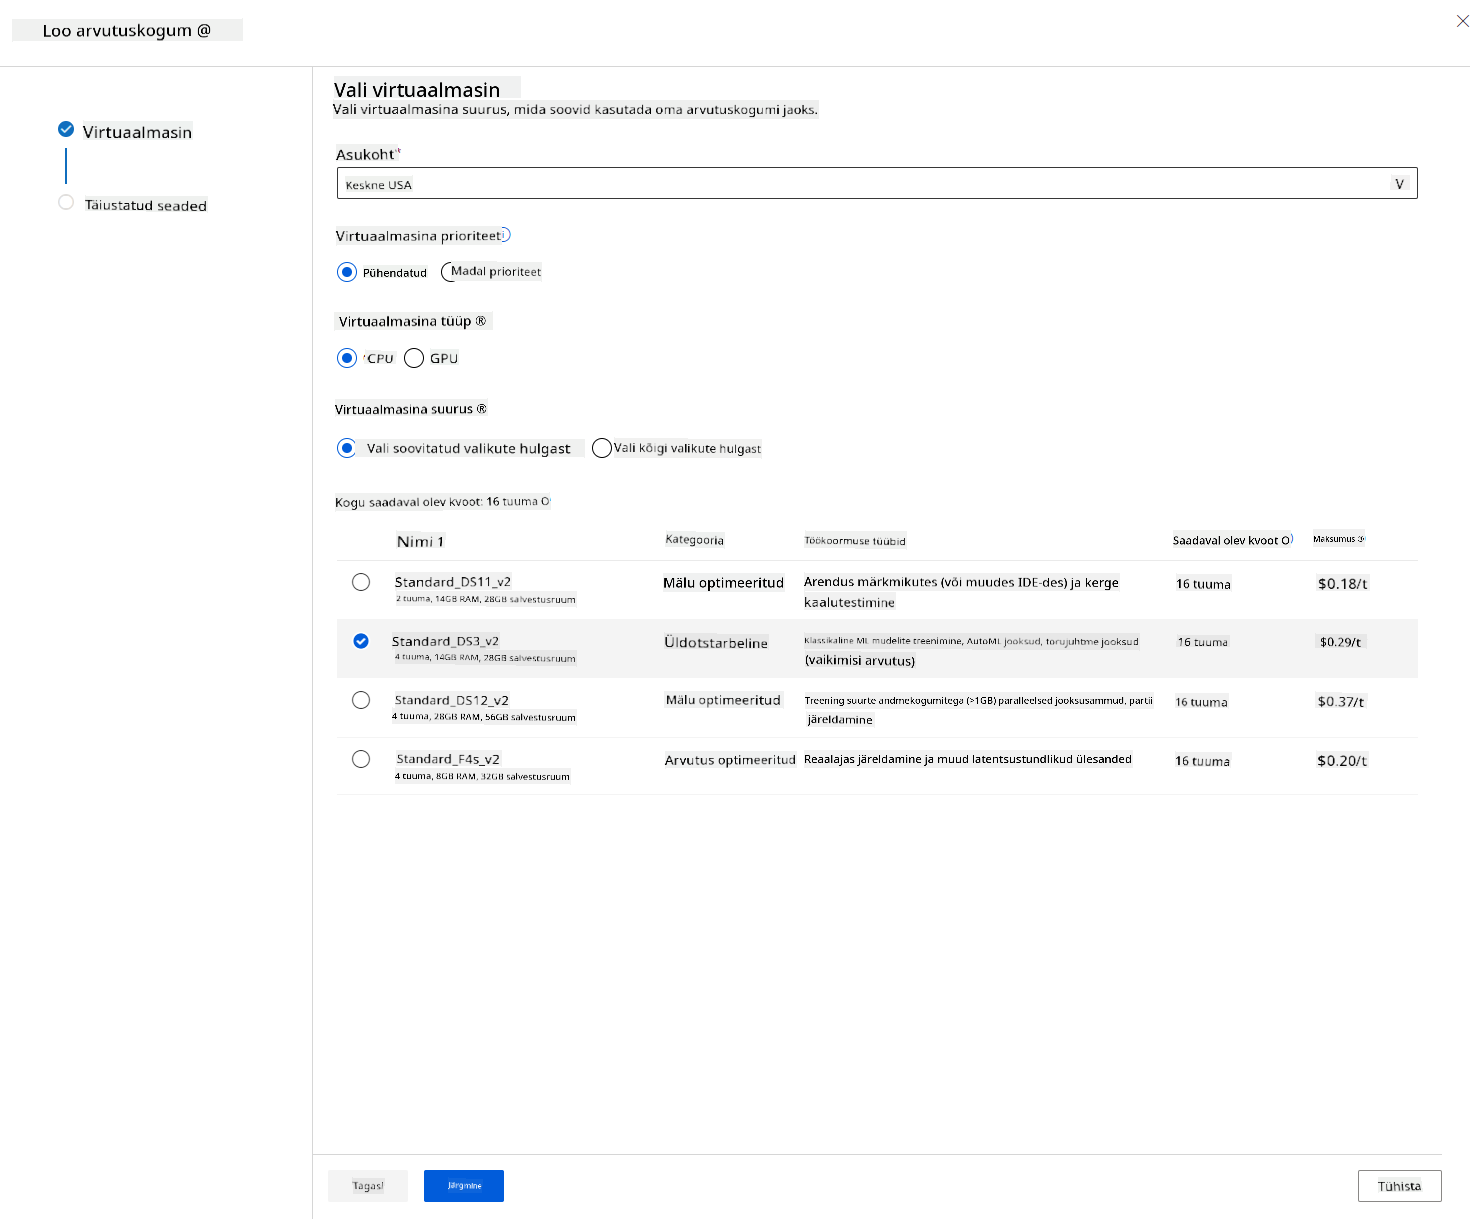 Loo arvutuskogum @
Virtuaalmasin
Täiustatud seaded
Vali virtuaalmasin
Vali virtuaalmasina suurus, mida soovid kasutada oma arvutuskogumi jaoks.
Asukoht*
Keskne USA V
Virtuaalmasina prioriteet
Pühendatud Madal prioriteet
Virtuaalmasina tüüp ®
CPU GPU
Virtuaalmasina suurus ®
Vali soovitatud valikute hulgast Vali kõigi valikute hulgast
Kogu saadaval olev kvoot: 16 tuuma O
Nimi 1 Kategooria Töökoormuse tüübid Saadaval olev kvoot O Maksumus
Standard_DS11_v2 Mälu optimeeritud Arendus märkmikutes (või muudes IDE-des) ja kerge 16 tuuma $0.18/t
2 tuuma, 14GB RAM, 28GB salvestusruum kaalutestimine
Standard_DS3_v2 Üldotstarbeline Klassikaline ML mudelite treenimine, AutoML jooksud, torujuhtme jooksud 16 tuuma $0.29/t
4 tuuma, 14GB RAM, 28GB salvestusruum (vaikimisi arvutus)
Standard_DS12_v2 Mälu optimeeritud Treening suurte andmekogumitega (>1GB) paralleelsed jooksusammud, partii 16 tuuma $0.37/t
4 tuuma, 28GB RAM, 56GB salvestusruum järeldamine
Standard_F4s_v2 Arvutus optimeeritud Reaalajas järeldamine ja muud latentsustundlikud ülesanded 16 tuuma $0.20/t
4 tuuma, 8GB RAM, 32GB salvestusruum
Tagasi Järgmine Tühista